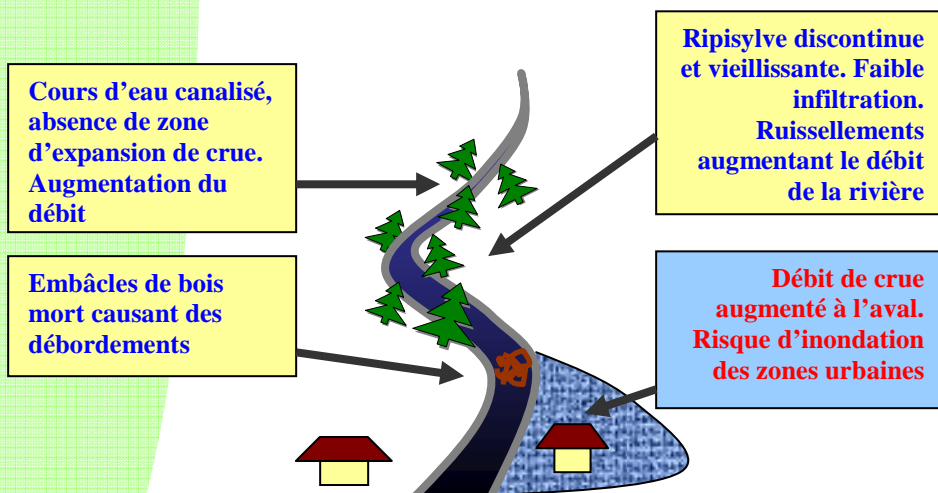 Cours d'eau canalisé,
absence de zone
d'expansion de crue.
Augmentation du
débit
Ripisylve discontinue
et vieillissante. Faible
infiltration.
Ruissellements
augmentant le débit
de la rivière
Embâcles de bois
mort causant des
débordements
Débit de crue
augmenté à l'aval.
Risque d'inondation
des zones urbaines